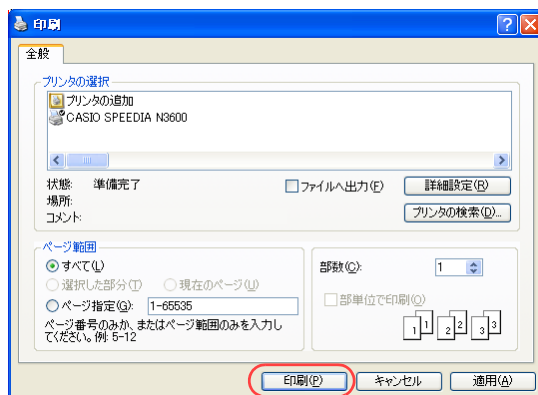 印刷
全般
プリンタの選択
プリンタの追加
CASIO SPEEDIA N3600
状態: 準備完了
場所:
コメント:
ファイルへ出力(F)
詳細設定(R)
プリンタの検索(D)...
ページ範囲
すべて(L)
選択した部分(T) 現在のページ(U)
ページ指定(G): 1-65535
ページ番号のみか、またはページ範囲のみを入力し
てください。例: 5-12
部数(C): 1
部単位で印刷(O)
1 1 2 2 3 3
印刷(P) キャンセル 適用(A)